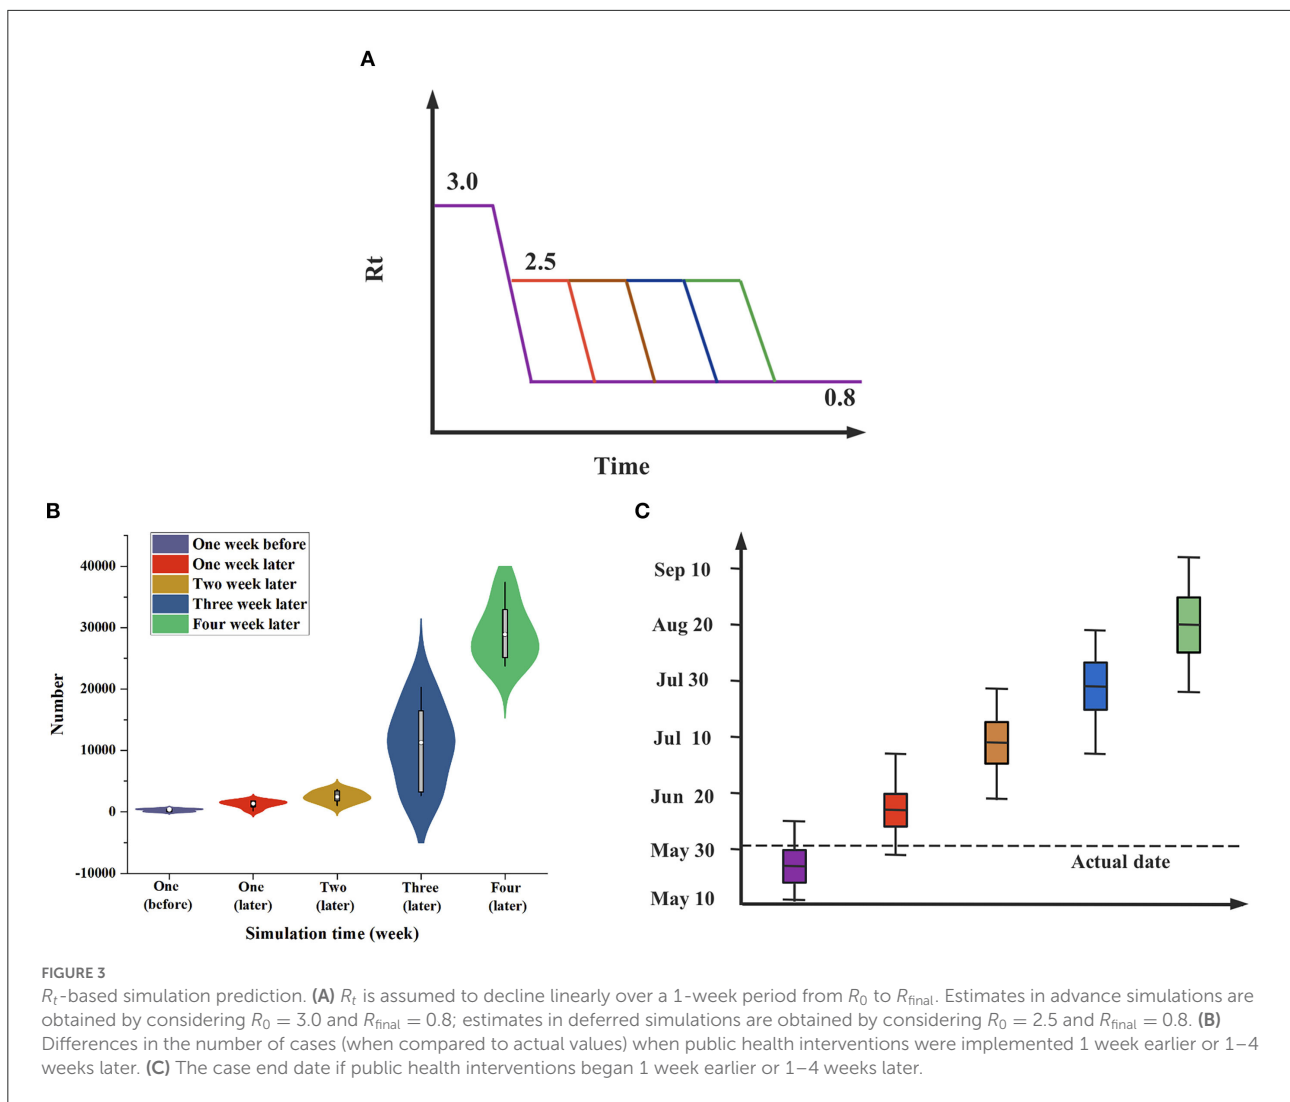 A
3.0
2.5
Rt
0.8
Time
B
One week before
One week later
Two week later
Three week later
Four week later
40000
30000
20000
10000
0
-10000
Number
One
(before)
One
(later)
Two
(later)
Three
(later)
Four
(later)
Simulation time (week)
C
Sep 10
Aug 20
Jul 30
Jul 10
Jun 20
May 30
May 10
Actual date
FIGURE 3
Rt-based simulation prediction. (A) Rt is assumed to decline linearly over a 1-week period from R0 to Rfinal. Estimates in advance simulations are
obtained by considering R0 = 3.0 and Rfinal = 0.8; estimates in deferred simulations are obtained by considering R0 = 2.5 and Rfinal = 0.8. (B)
Differences in the number of cases (when compared to actual values) when public health interventions were implemented 1 week earlier or 1–4
weeks later. (C) The case end date if public health interventions began 1 week earlier or 1–4 weeks later.